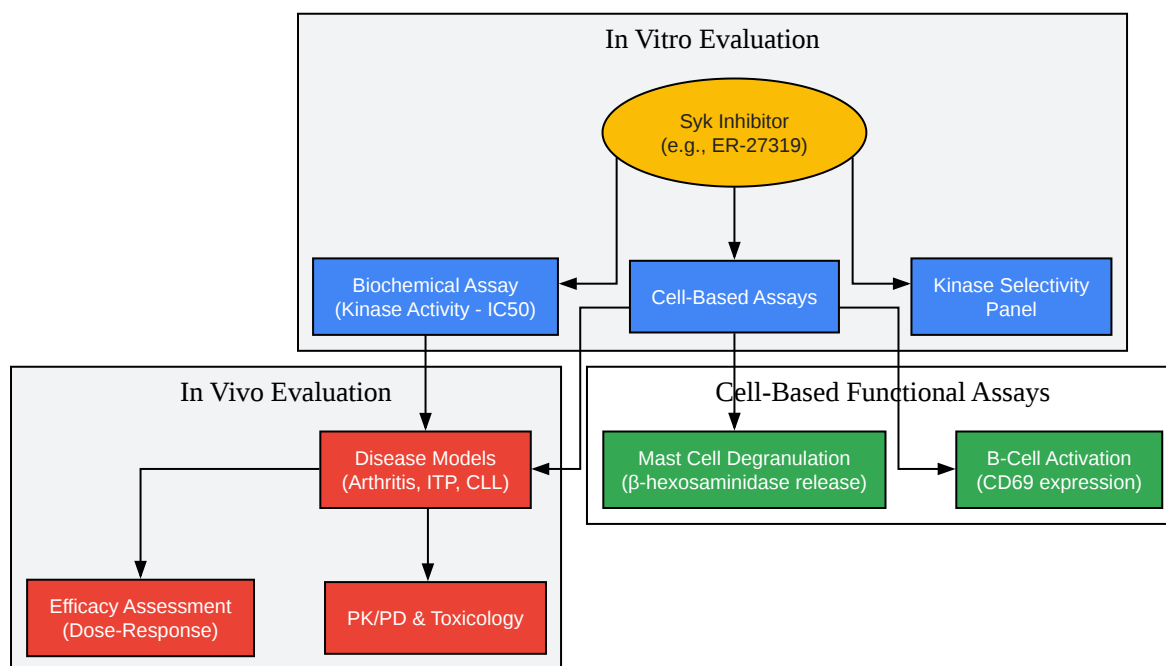 In Vitro Evaluation
Syk Inhibitor
(e.g., ER-27319)
Biochemical Assay
(Kinase Activity - IC50)
Cell-Based Assays
Kinase Selectivity
Panel
In Vivo Evaluation
Cell-Based Functional Assays
Disease Models
(Arthritis, ITP, CLL)
Mast Cell Degranulation
(β-hexosaminidase release)
B-Cell Activation
(CD69 expression)
Efficacy Assessment
(Dose-Response)
PK/PD & Toxicology